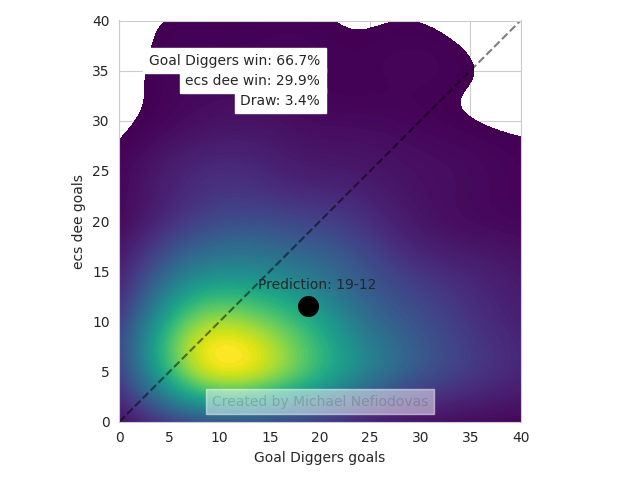 40
35
30
25
20
15
10
5
0
ecs dee goals
Goal Diggers win: 66.7%
ecs dee win: 29.9%
Draw: 3.4%
Prediction: 19-12
Created by Michael Nefiodovas
0 5 10 15 20 25 30 35 40
Goal Diggers goals